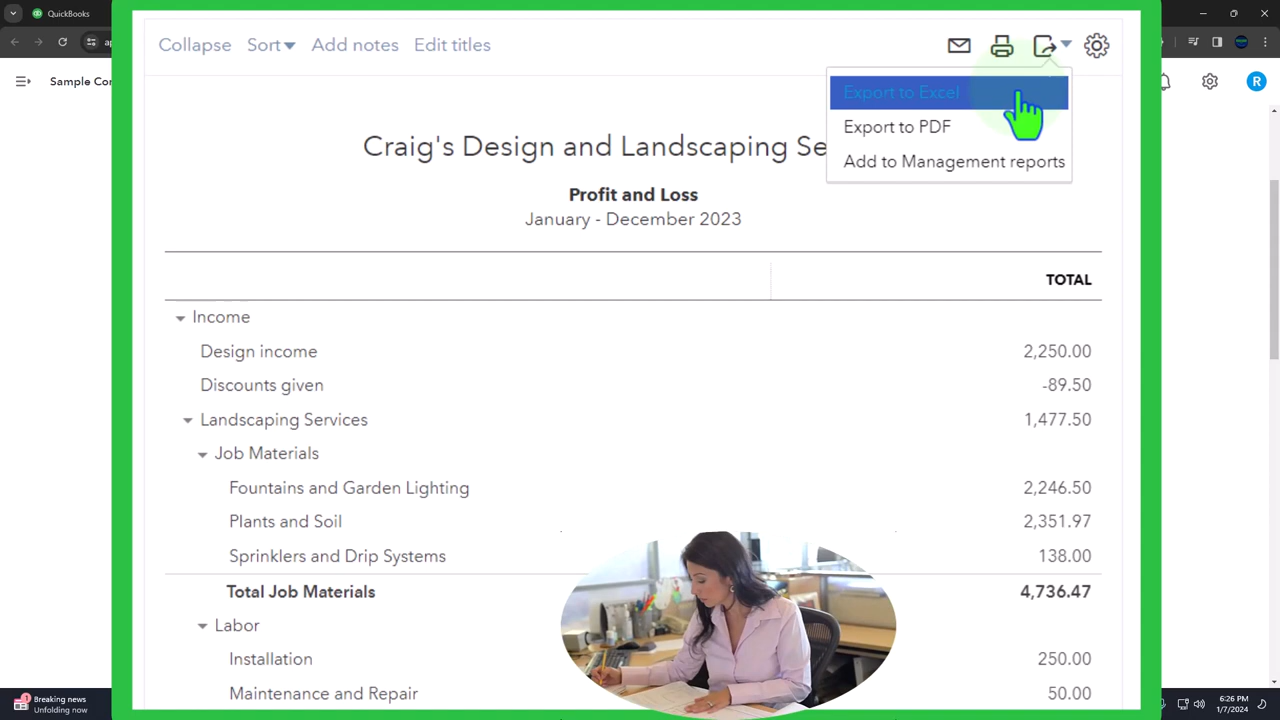 QuickBooks
ap
Sample Cor
R
Collapse Sort Add notes Edit titles
Export to Excel
Export to PDF
Add to Management reports
Craig's Design and Landscaping Se
Profit and Loss
January - December 2023
TOTAL
Income
Design income 2,250.00
Discounts given -89.50
Landscaping Services 1,477.50
Job Materials
Fountains and Garden Lighting 2,246.50
Plants and Soil 2,351.97
Sprinklers and Drip Systems 138.00
Total Job Materials 4,736.47
Labor
Installation 250.00
Maintenance and Repair 50.00
1
Breaking news
Unfolding now
6:26 PM
1/7/2024